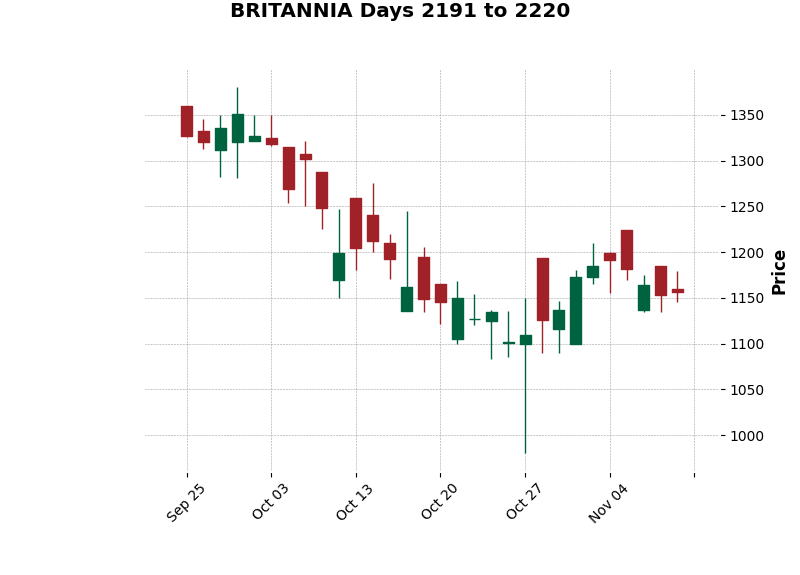 BRITANNIA Days 2191 to 2220
1350
1300
1250
1200
1150
1100
1050
1000
Price
Sep 25
Oct 03
Oct 13
Oct 20
Oct 27
Nov 04